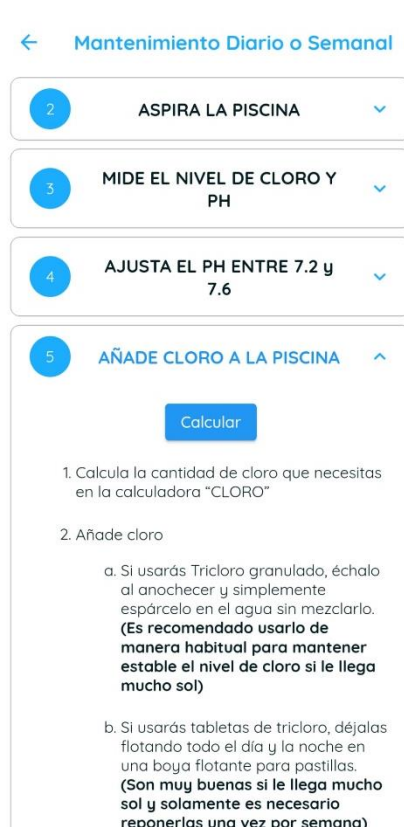 Mantenimiento Diario o Semanal
2
ASPIRA LA PISCINA
3
MIDE EL NIVEL DE CLORO Y
PH
4
AJUSTA EL PH ENTRE 7.2 y
7.6
5
AÑADE CLORO A LA PISCINA
Calcular
1. Calcula la cantidad de cloro que necesitas
en la calculadora “CLORO”
2. Añade cloro
a. Si usarás Tricloro granulado, échalo
al anochecer y simplemente
espárcelo en el agua sin mezclarlo.
(Es recomendado usarlo de
manera habitual para mantener
estable el nivel de cloro si le llega
mucho sol)
b. Si usarás tabletas de tricloro, déjalas
flotando todo el día y la noche en
una boya flotante para pastillas.
(Son muy buenas si le llega mucho
sol y solamente es necesario
reponerlas una vez por semana)